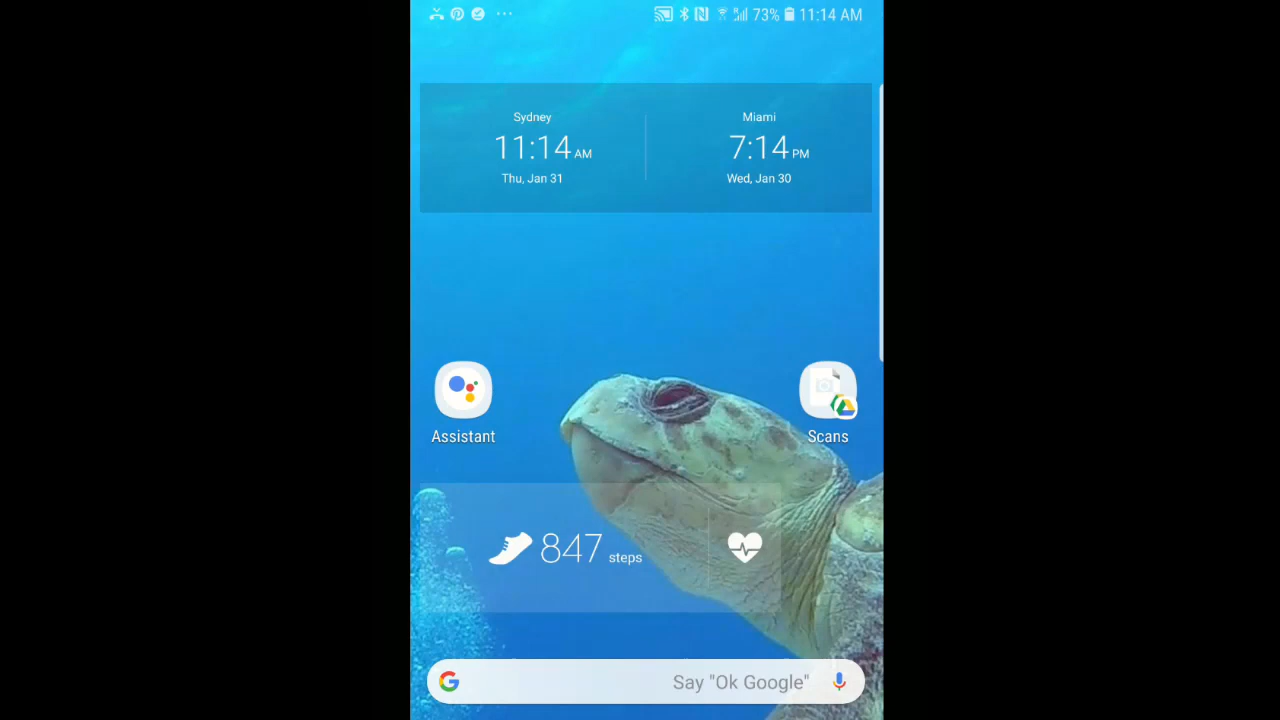 73% 11:14 AM
Sydney
11:14 AM
Thu, Jan 31
Miami
7:14 PM
Wed, Jan 30
Assistant
Scans
847 steps
Say "Ok Google"